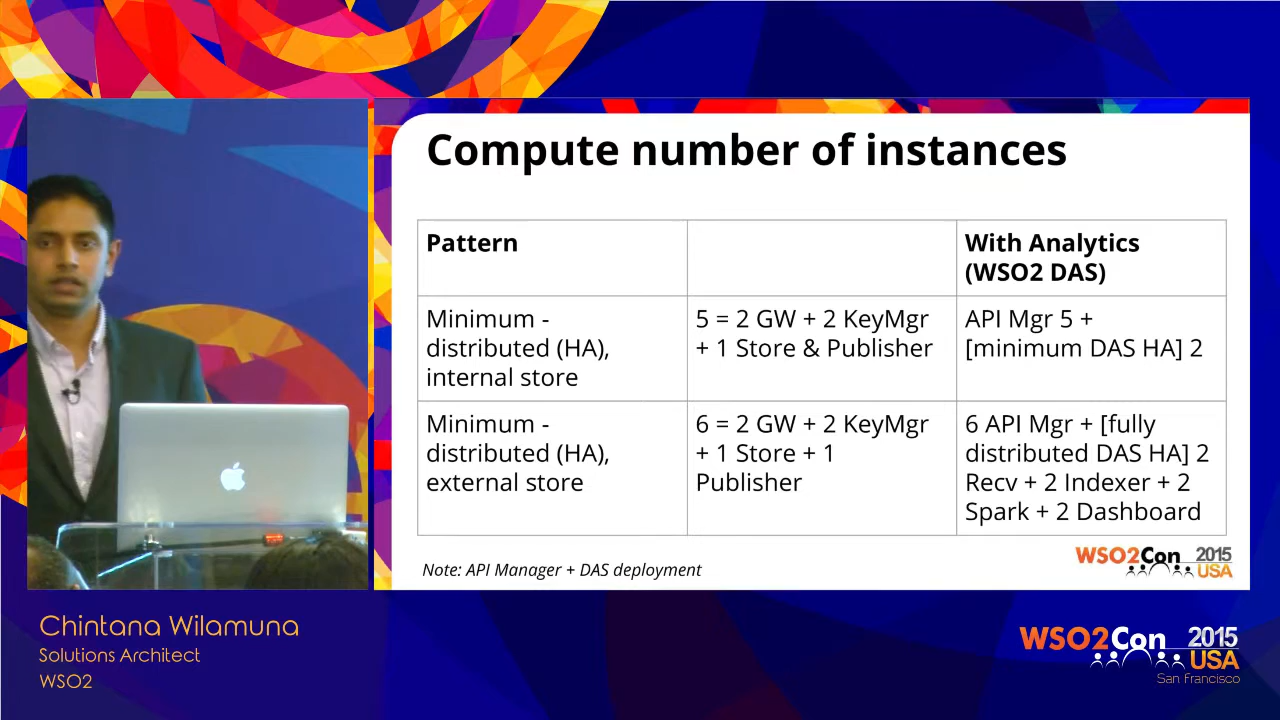 Compute number of instances
Pattern
With Analytics
(WSO2 DAS)
Minimum -
distributed (HA),
internal store
5 = 2 GW + 2 KeyMgr
+ 1 Store & Publisher
API Mgr 5 +
[minimum DAS HA] 2
Minimum -
distributed (HA),
external store
6 = 2 GW + 2 KeyMgr
+ 1 Store + 1
Publisher
6 API Mgr + [fully
distributed DAS HA] 2
Recv + 2 Indexer + 2
Spark + 2 Dashboard
Note: API Manager + DAS deployment
WSO2Con 2015
USA
Chintana Wilamuna
Solutions Architect
WSO2
WSO2Con 2015
USA
San Francisco